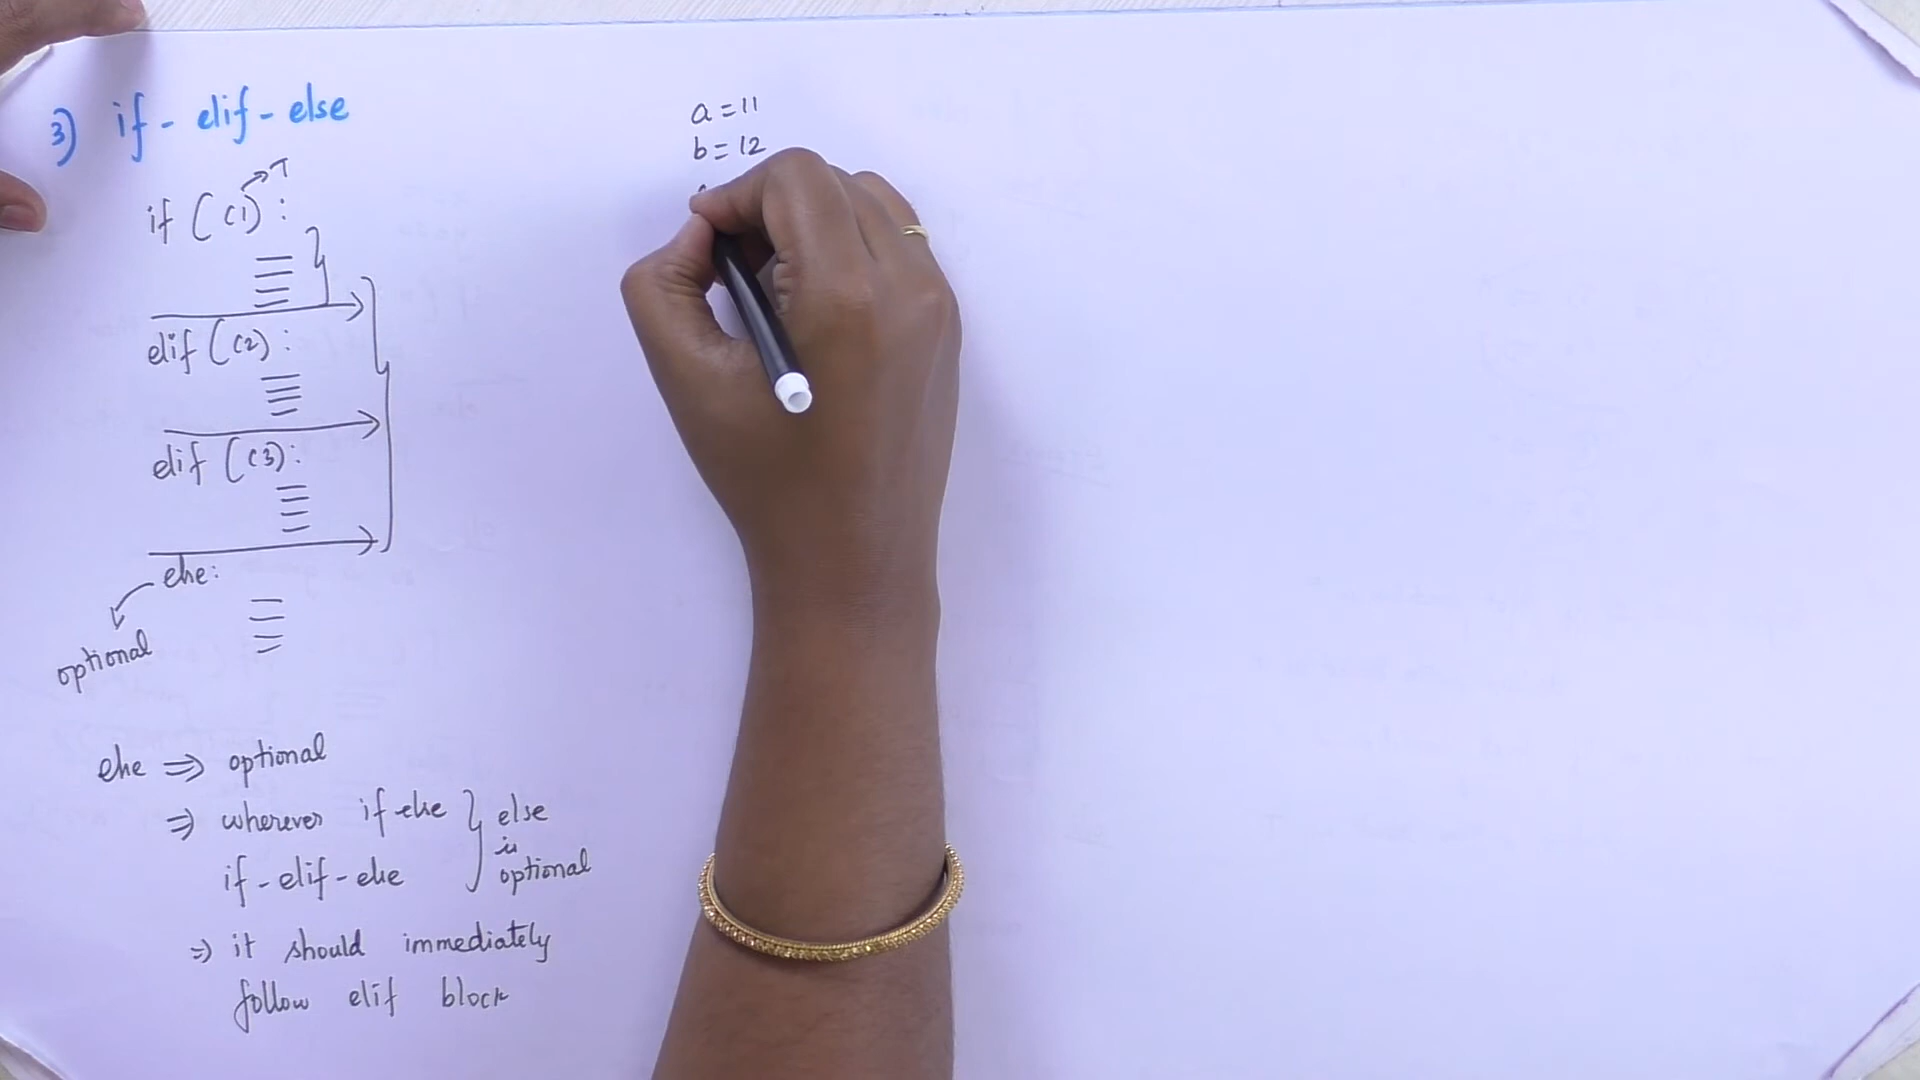 3) if - elif - else
T
if (c1) :
elif (c2) :
elif (c3) :
else:
optional
else ⇒ optional
⇒ wherever if else
if - elif - else
else
is
optional
⇒ it should immediately
follow elif block
a = 11
b = 12